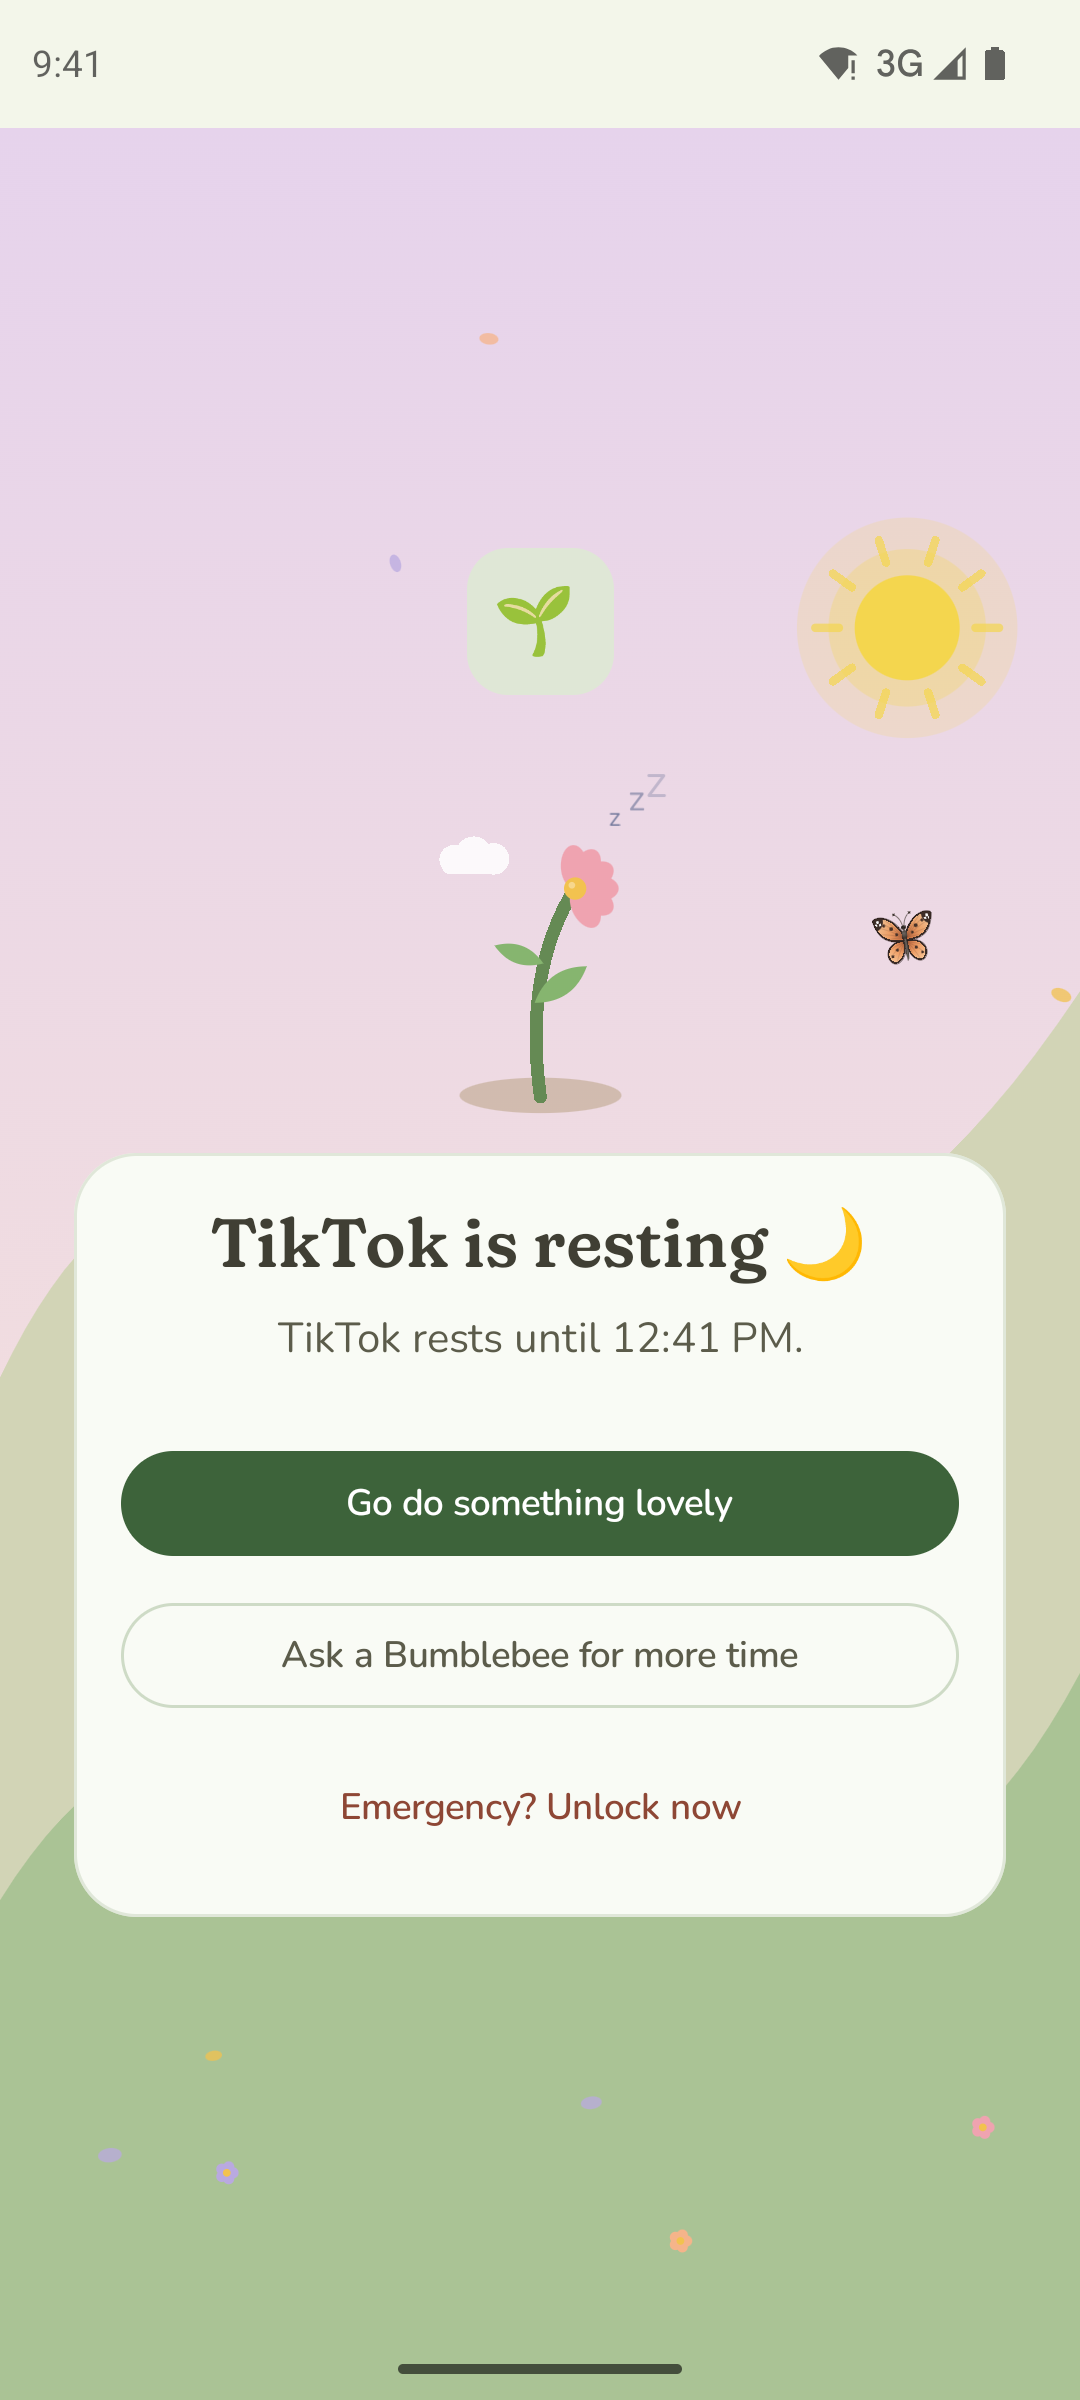 9:41
3G
z z Z
TikTok is resting 🌙
TikTok rests until 12:41 PM.
Go do something lovely
Ask a Bumblebee for more time
Emergency? Unlock now